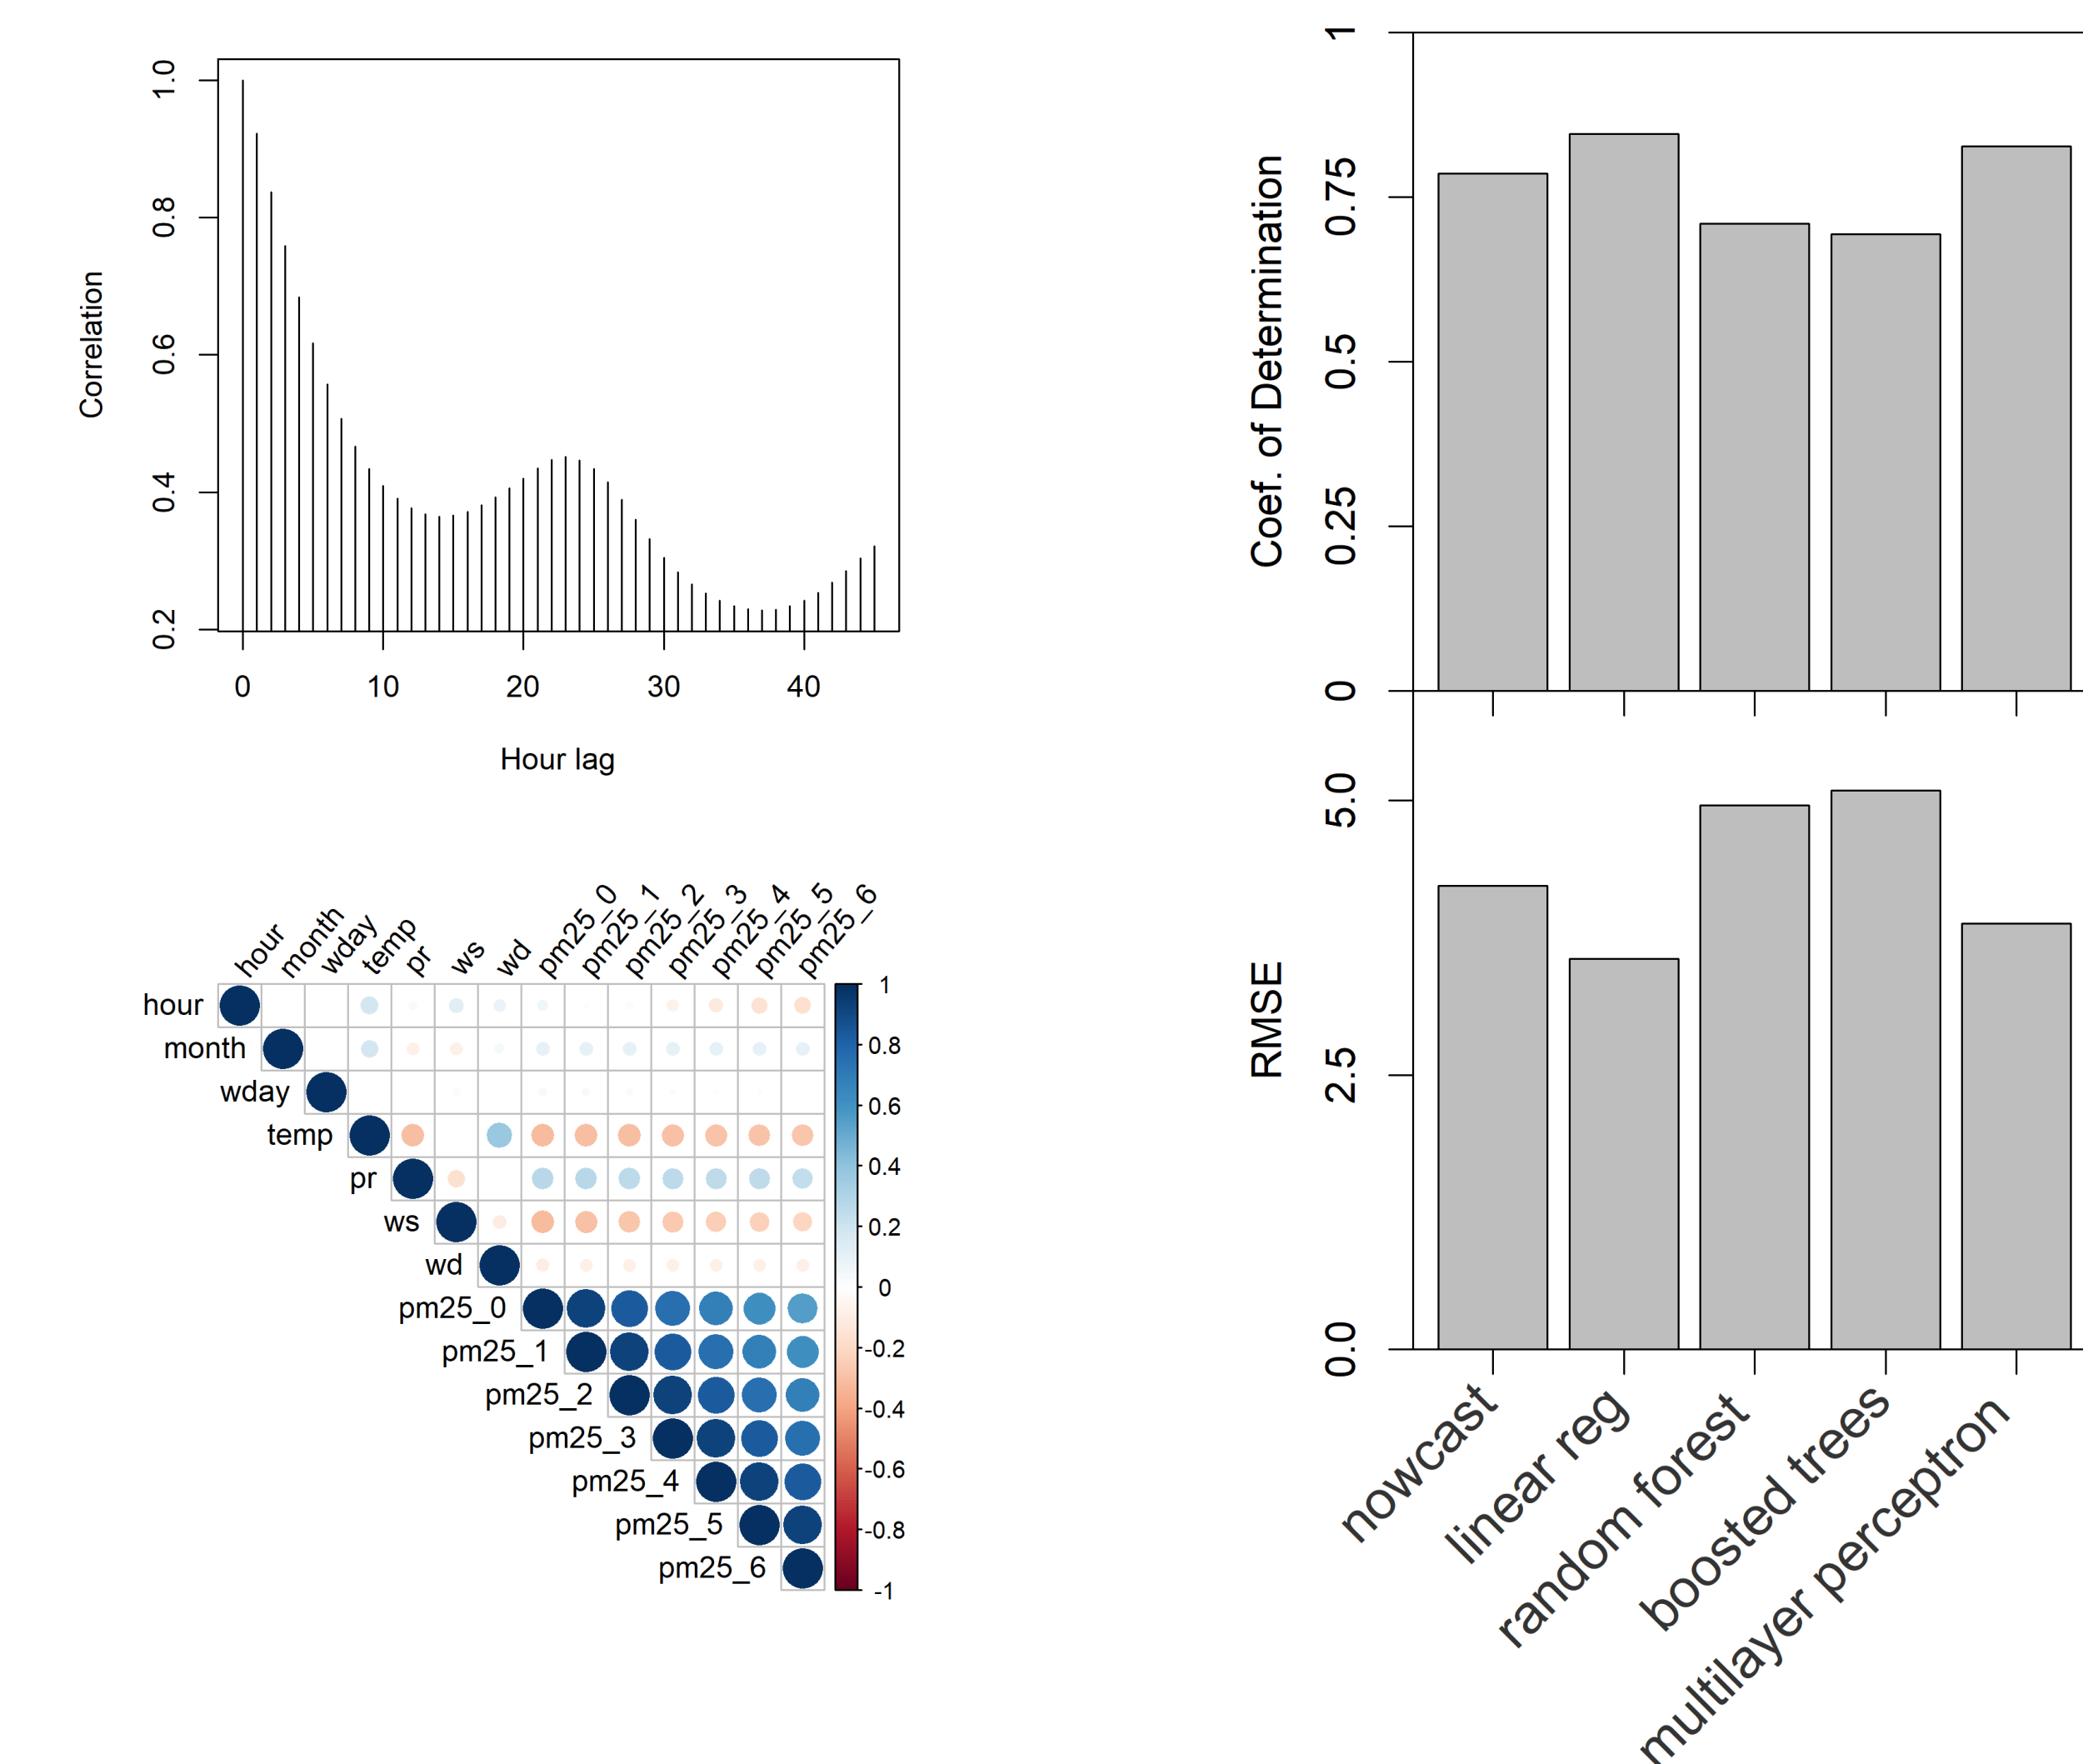 1.0
0.8
0.6
0.4
0.2
Correlation
0 10 20 30 40
Hour lag
hour month wday temp pr ws wd pm25_0 pm25_1 pm25_2 pm25_3 pm25_4 pm25_5 pm25_6
hour
month
wday
temp
pr
ws
wd
pm25_0
pm25_1
pm25_2
pm25_3
pm25_4
pm25_5
pm25_6
1
0.8
0.6
0.4
0.2
0
-0.2
-0.4
-0.6
-0.8
-1
Coef. of Determination
1
0.75
0.5
0.25
0
RMSE
5.0
2.5
0.0
nowcast
linear reg
random forest
boosted trees
multilayer perceptron